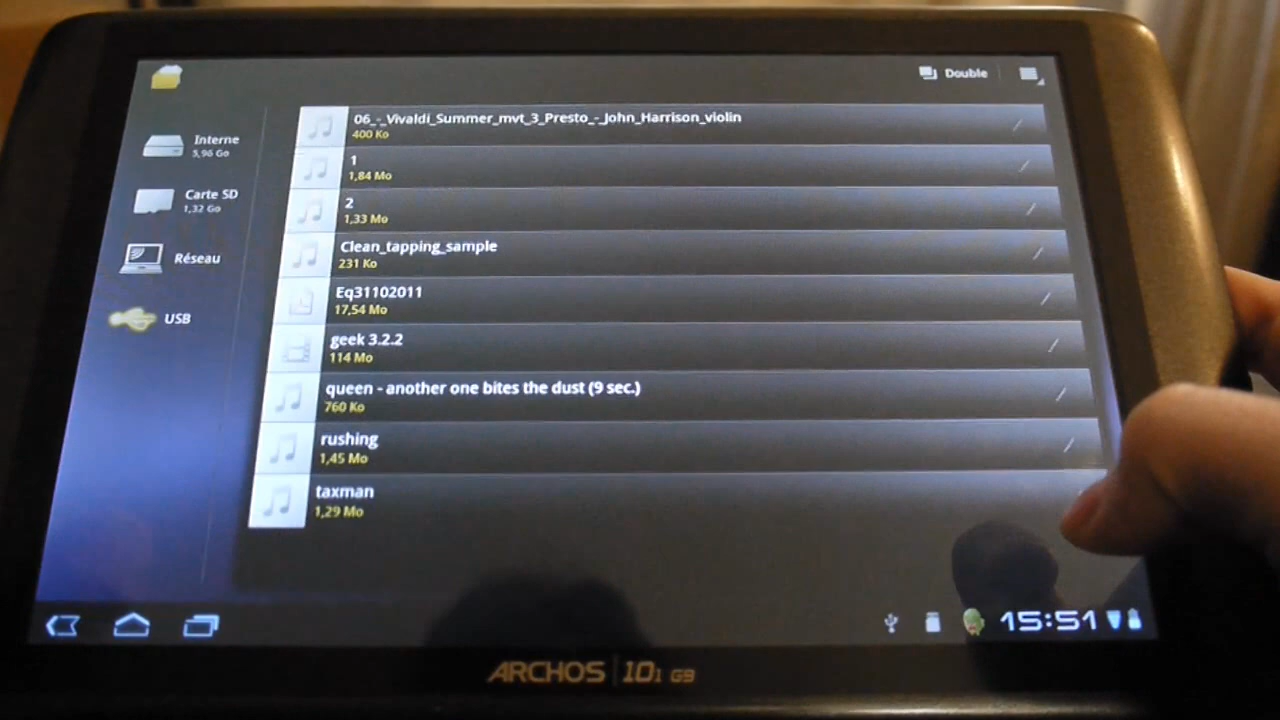 Double
Interne
5,96 Go
Carte SD
1,32 Go
Réseau
USB
06_-_Vivaldi_Summer_mvt_3_Presto_-_John_Harrison_violin
400 Ko
1
1,84 Mo
2
1,33 Mo
Clean_tapping_sample
231 Ko
Eq31102011
17,54 Mo
geek 3.2.2
114 Mo
queen - another one bites the dust (9 sec.)
760 Ko
rushing
1,45 Mo
taxman
1,29 Mo
15:51
ARCHOS 101 G9